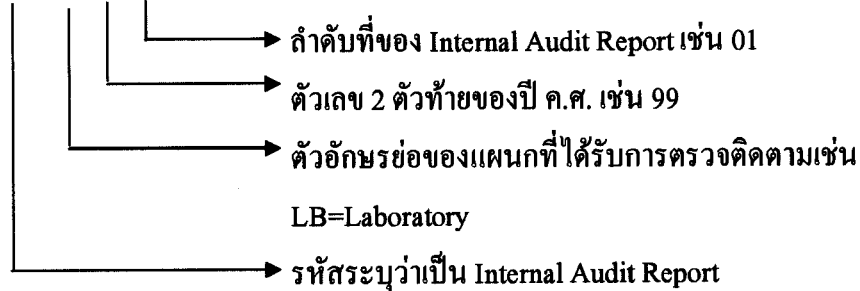 ลำดับที่ของ Internal Audit Report เช่น 01
ตัวเลข 2 ตัวท้ายของปี ค.ศ. เช่น 99
ตัวอักษรย่อของแผนกที่ได้รับการตรวจติดตามเช่น
LB=Laboratory
รหัสระบุว่าเป็น Internal Audit Report